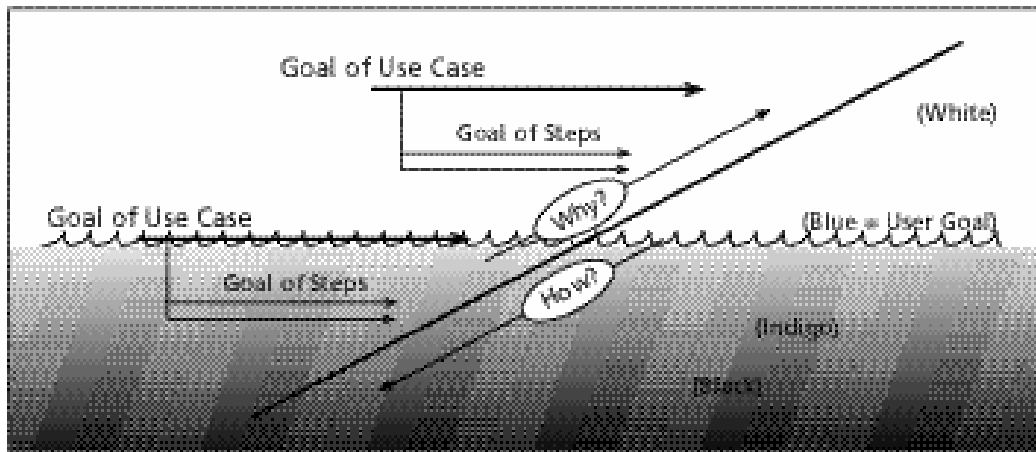 Goal of Use Case
(White)
Goal of Steps
Why?
Goal of Use Case
(Blue = User Goal)
How?
Goal of Steps
(Indigo)
(Black)